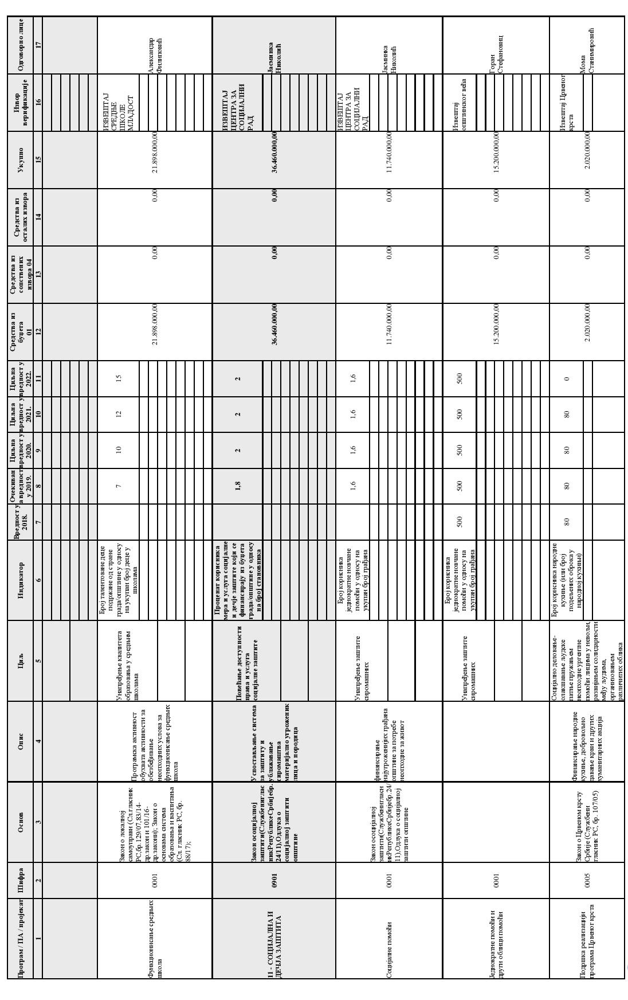 Програм / ПА / пројекат
Шифра
Основ
Опис
Циљ
Индикатор
Вредност у
2018.
Очекиван
а вредност
у 2019.
Циљна
вредност у
2020.
Циљна
вредност у
2021.
Циљна
вредност у
2022.
Средства из
буџета
01
Средства из
сопствених
извора 04
Средства из
осталих извора
Укупно
Извор
верификације
Одговорно лице
1
2
3
4
5
6
7
8
9
10
11
12
13
14
15
16
17
Функционисање средњих
школа
0001
Закон о локалној
самоуправи (Сл.гласник
РС,бр.129/07,83/14-
др.закон и 101/16-
др.закони); Закон о
основама система
образовања и васпитања
(Сл. гласник РС, бр.
88/17);
Програмска активност
обухвата активности за
обезбеђивање
неопходних услова за
функционисање средњих
школа
Унапређење квалитета
образовања у средњим
школама
Број талентоване деце
подржане од стране
града/општине у односу
на укупан број деце у
школама
7
10
12
15
21.898.000,00
0,00
0,00
21.898.000,00
ИЗВЕШТАЈ
СРЕДЊЕ
ШКОЛЕ
МЛАДОСТ
Александар
Филиповић
11 - СОЦИЈАЛНА И
ДЕЧЈА ЗАШТИТА
0901
Закон осоцијалној
заштити(Службениглас
никРепубликеСрбијебр.
24/11),Одлука о
социјалној заштити
општине
Успостављање система
за заштиту и
ублажавање
сиромаштва
материјално угрожених
лица и породица
Повећање доступности
права и услуга
социјалне заштите
Проценат корисника
мера и услуга социјалне
и дечје заштите који се
финансирају из буџета
града/општине у односу
на број становника
1,8
2
2
2
36.460.000,00
0,00
0,00
36.460.000,00
ИЗВЕШТАЈ
ЦЕНТРА ЗА
СОЦИЈАЛНИ
РАД
Јасминка
Николић
Социјалне помоћи
0001
Закон осоцијалној
заштити(Службенигласн
икРепубликеСрбијебр.24/
11),Одлука о социјалној
заштити општине
финансирање
најугроженијих грађана
општине за потребе
неопходне за живот
Унапређење заштите
сиромашних
Број корисника
једнократне новчане
помоћи у односу на
укупан број грађана
1,6
1,6
1,6
1,6
11.740.000,00
0,00
0,00
11.740.000,00
ИЗВЕШТАЈ
ЦЕНТРА ЗА
СОЦИЈАЛНИ
РАД
Јасминка
Николић
Једнократне помоћи и
други облици помоћи
0001
Унапређење заштите
сиромашних
Број корисника
једнократне новчане
помоћи у односу на
укупан број грађана
500
500
500
500
500
15.200.000,00
0,00
0,00
15.200.000,00
Извештај
општинског већа
Горан
Стефановиц
Подршка реализацији
програма Црвеног крста
0005
Закон о Црвеном крсту
Србије (Службени
гласник РС, бр. 107/05)
Финансирање народне
кухиње, добровољно
давање крви и других
хуманитарних акција
Социјално деловање-
олакшавање људске
патње пружањем
неопходне ургентне
помоћи лицима у невољи,
развијањем солидарности
међу људима,
организовањем
различитих облика
Број корисника народне
кухиње (или број
подељених оброка у
народној кухињи)
80
80
80
80
0
2.020.000,00
0,00
0,00
2.020.000,00
Извештај Црвеног
крста
Мома
Станимировић